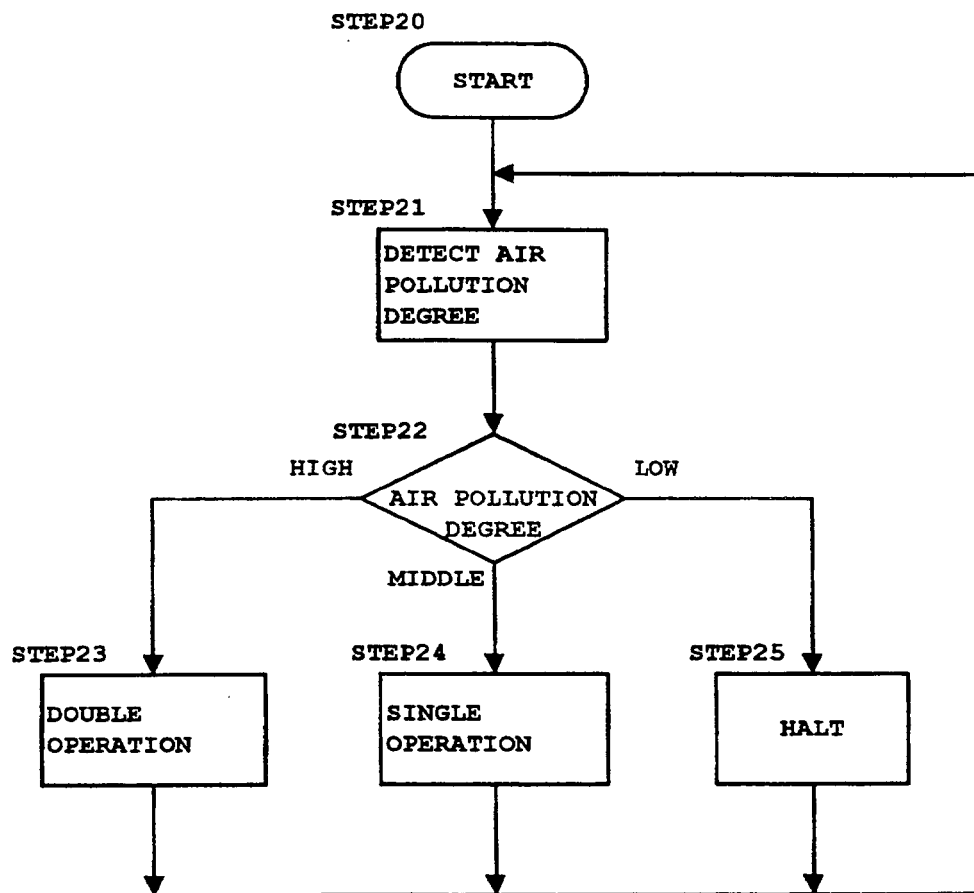 STEP20
START
STEP21
DETECT AIR
POLLUTION
DEGREE
STEP22
HIGH
LOW
AIR POLLUTION
DEGREE
MIDDLE
STEP23
STEP24
STEP25
DOUBLE
OPERATION
SINGLE
OPERATION
HALT